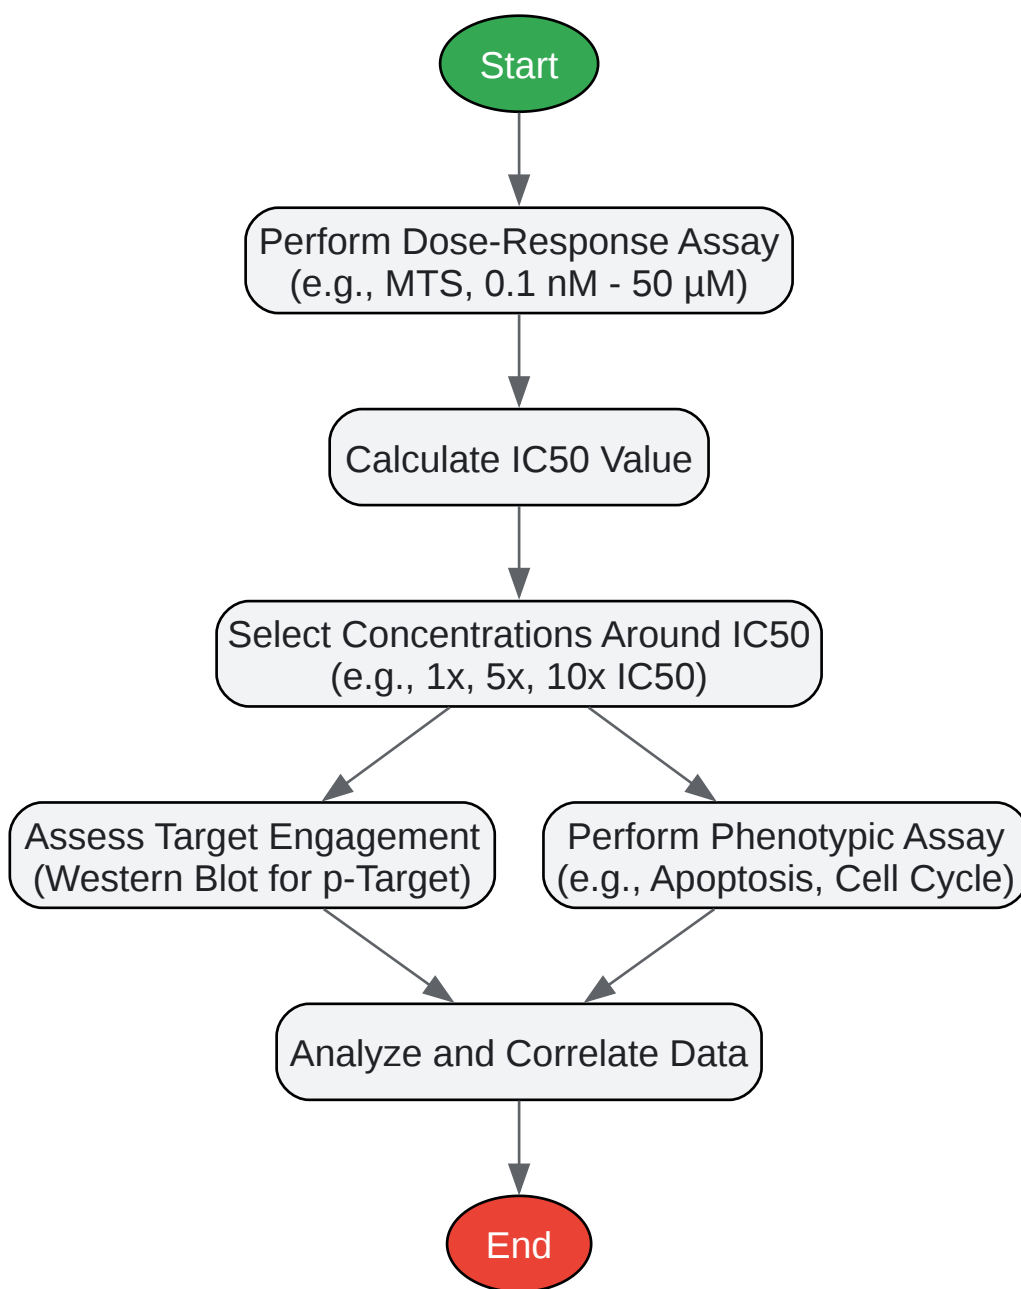 Start
Perform Dose-Response Assay
(e.g., MTS, 0.1 nM - 50 µM)
Calculate IC50 Value
Select Concentrations Around IC50
(e.g., 1x, 5x, 10x IC50)
Assess Target Engagement
(Western Blot for p-Target)
Perform Phenotypic Assay
(e.g., Apoptosis, Cell Cycle)
Analyze and Correlate Data
End